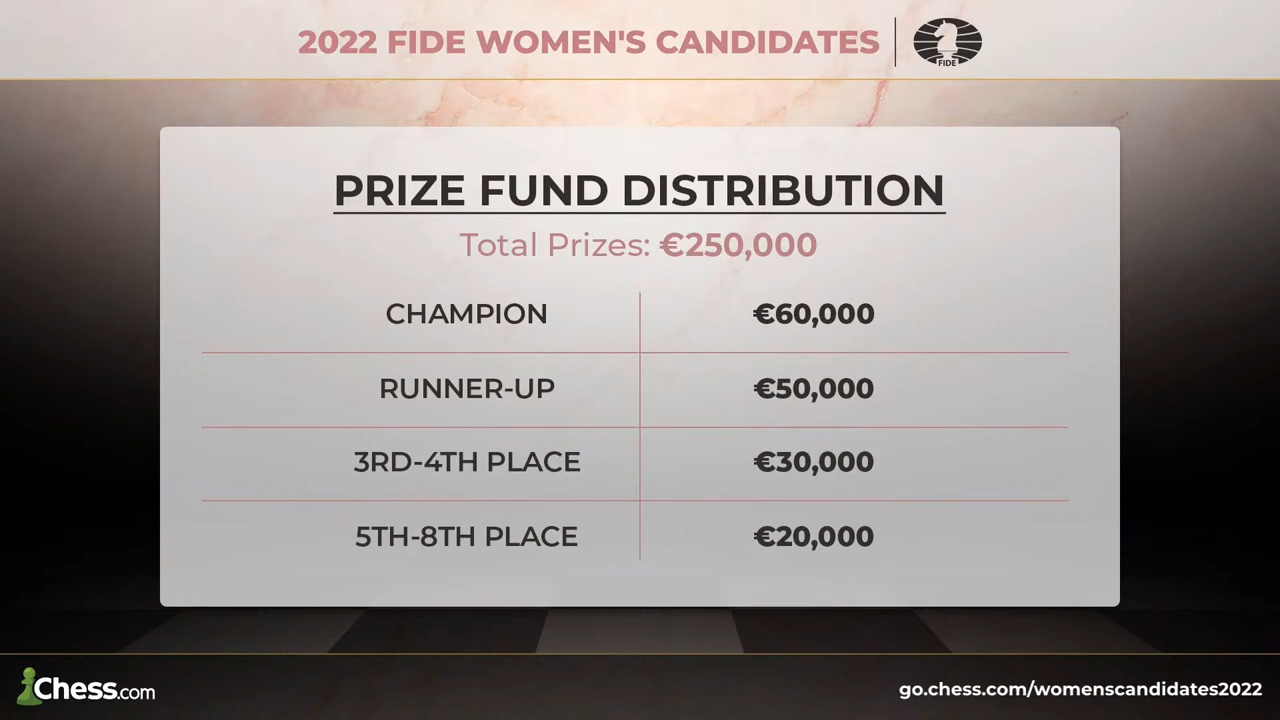 2022 FIDE WOMEN'S CANDIDATES
FIDE
PRIZE FUND DISTRIBUTION
Total Prizes: €250,000
CHAMPION €60,000
RUNNER-UP €50,000
3RD-4TH PLACE €30,000
5TH-8TH PLACE €20,000
Chess.com
go.chess.com/womenscandidates2022